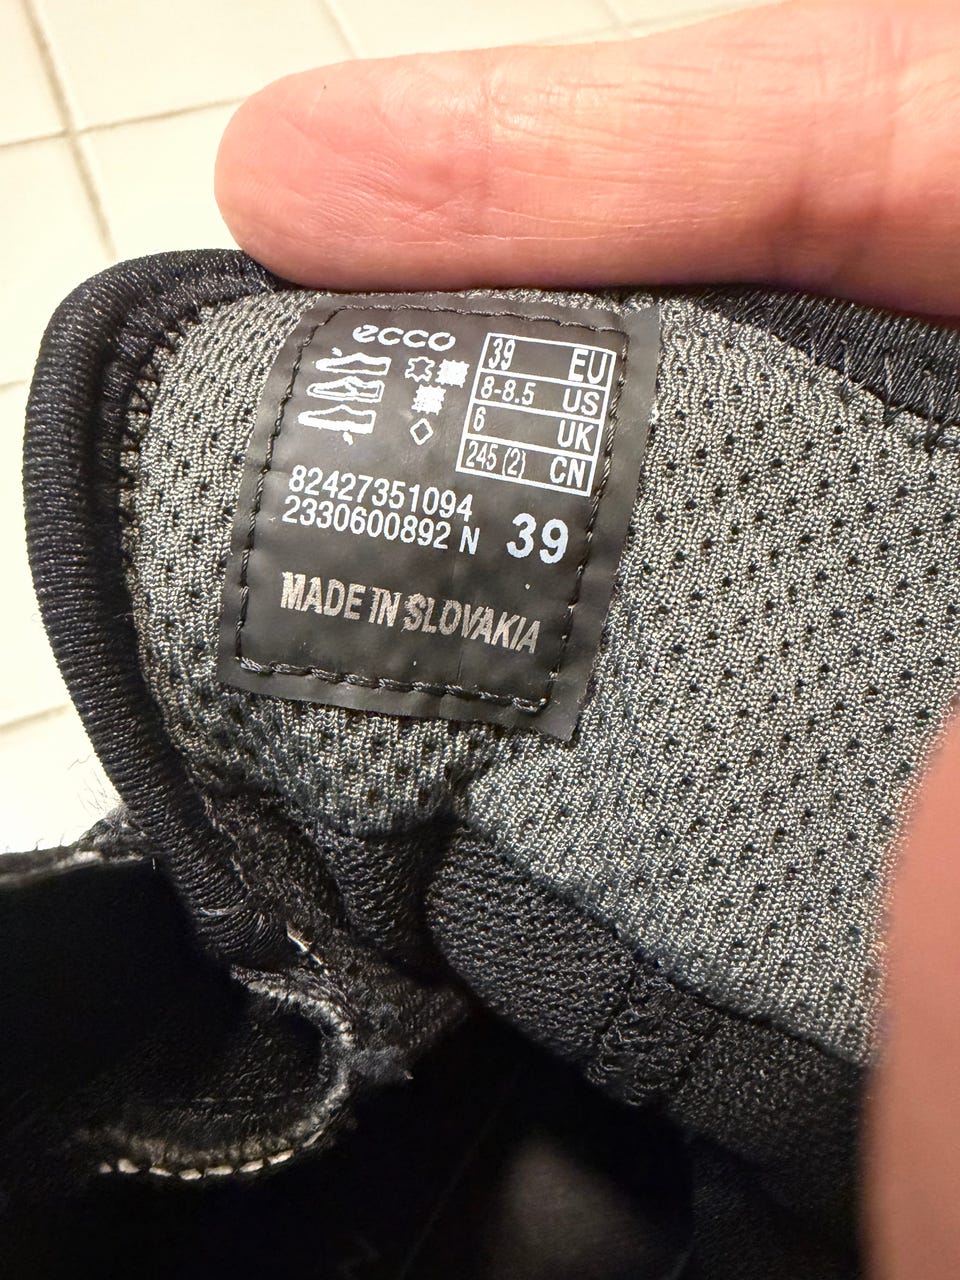 ecco
39 EU
8-8.5 US
6 UK
245 (2) CN
82427351094
2330600892 N 39
MADE IN SLOVAKIA